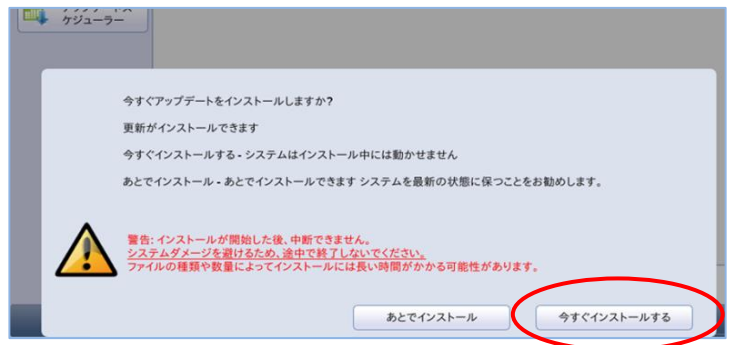 ケジューラー
今すぐアップデートをインストールしますか?
更新がインストールできます
今すぐインストールする - システムはインストール中には動かせません
あとでインストール - あとでインストールできます システムを最新の状態に保つことをお勧めします。
警告: インストールが開始した後、中断できません。
システムダメージを避けるため、途中で終了しないでください。
ファイルの種類や数量によってインストールには長い時間がかかる可能性があります。
あとでインストール
今すぐインストールする